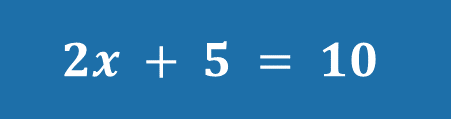 2x + 5 = 10